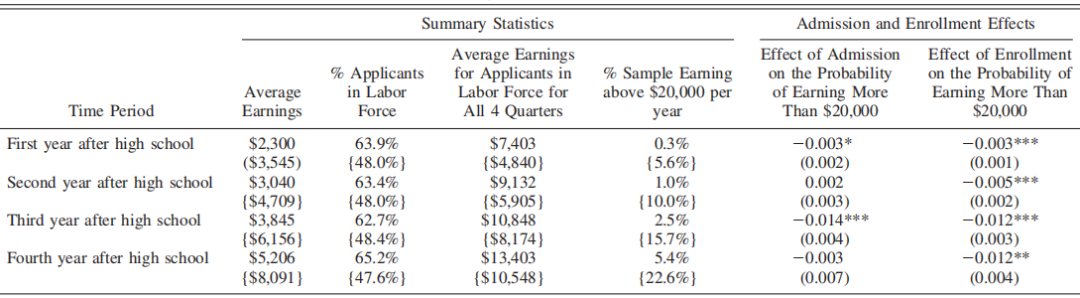 Summary Statistics Admission and Enrollment Effects
Average Earnings Effect of Admission Effect of Enrollment
% Applicants for Applicants in % Sample Earning on the Probability on the Probability of
Average in Labor Labor Force for above $20,000 per of Earning More Earning More Than
Time Period Earnings Force All 4 Quarters year Than $20,000 $20,000
First year after high school $2,300 63.9% $7,403 0.3% −0.003* −0.003***
($3,545) {48.0%} {$4,840} {5.6%} (0.002) (0.001)
Second year after high school $3,040 63.4% $9,132 1.0% 0.002 −0.005***
{$4,709} {48.0%} {$5,905} {10.0%} (0.003) (0.002)
Third year after high school $3,845 62.7% $10,848 2.5% −0.014*** −0.012***
{$6,156} {48.4%} {$8,174} {15.7%} (0.004) (0.003)
Fourth year after high school $5,206 65.2% $13,403 5.4% −0.003 −0.012**
{$8,091} {47.6%} {$10,548} {22.6%} (0.007) (0.004)